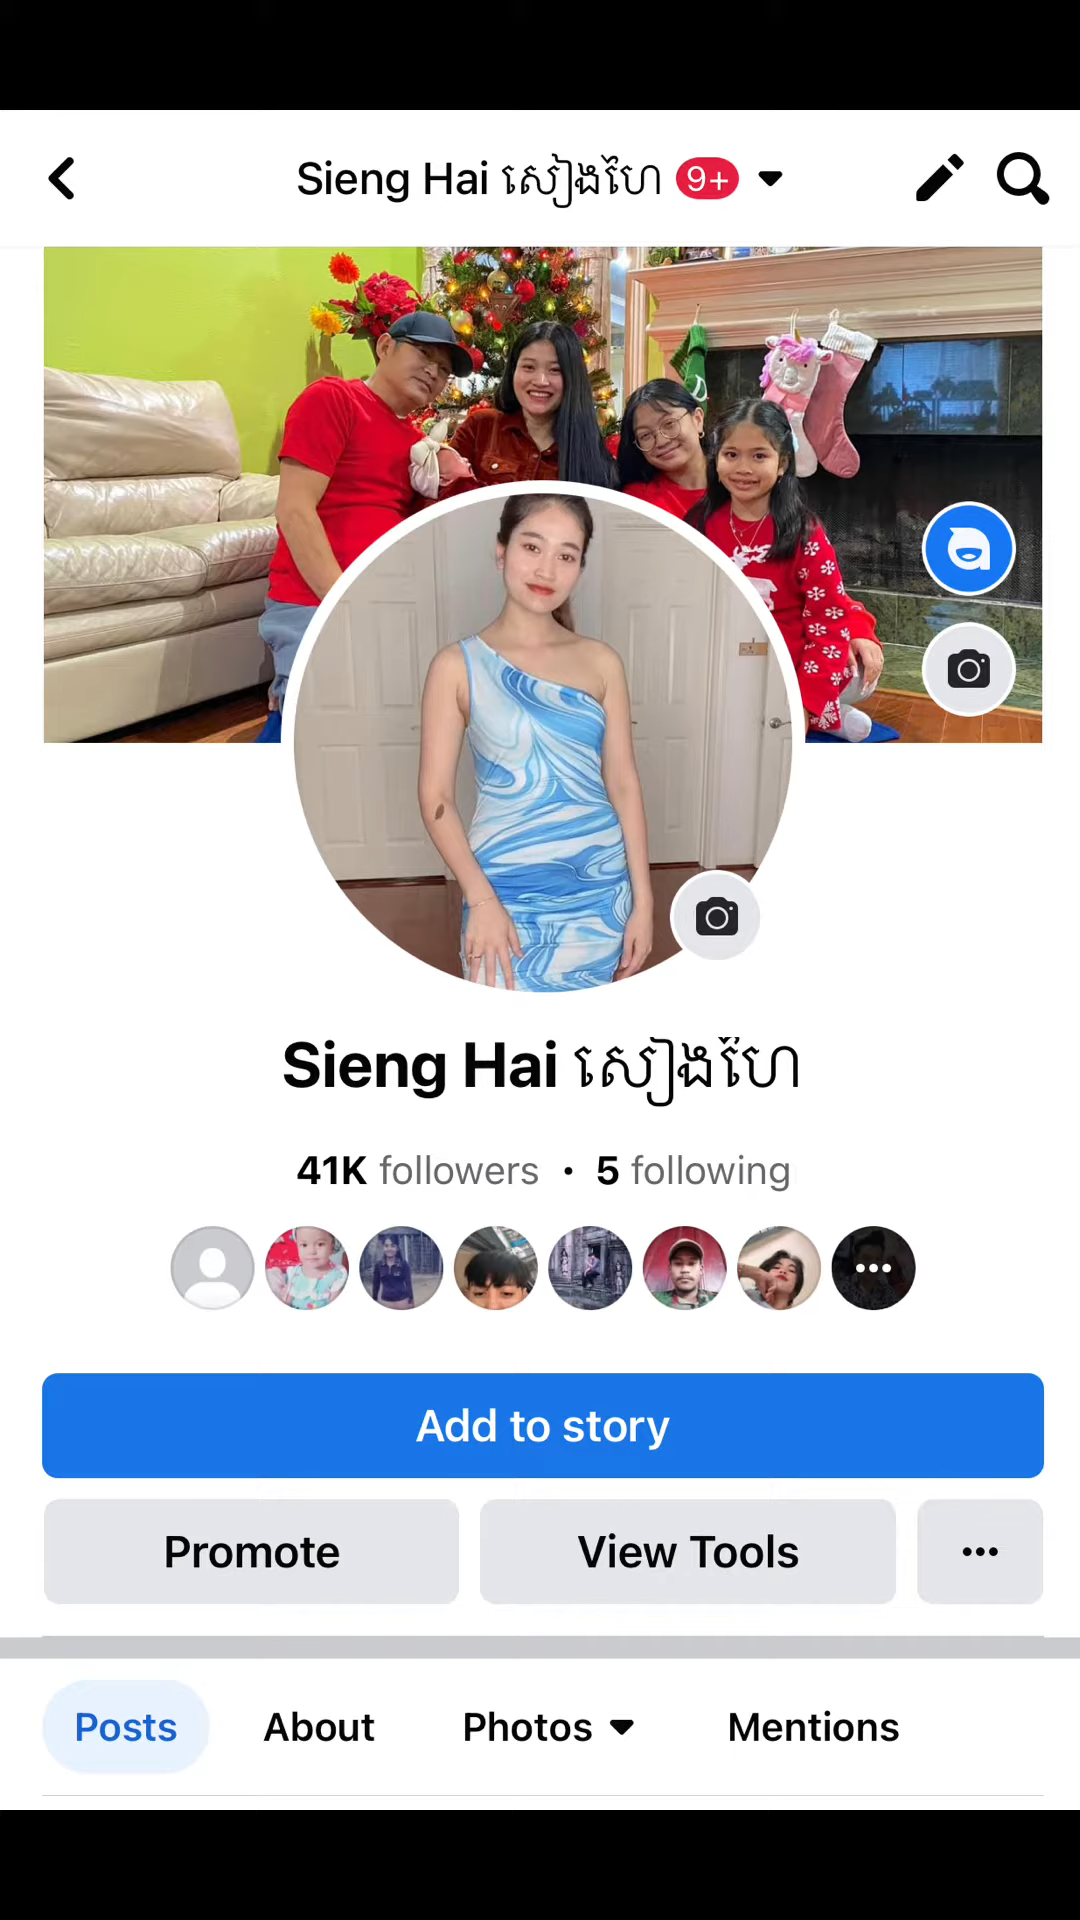 Sieng Hai សៀងហៃ 9+
Sieng Hai សៀងហៃ
41K followers • 5 following
Add to story
Promote
View Tools
Posts
About
Photos
Mentions